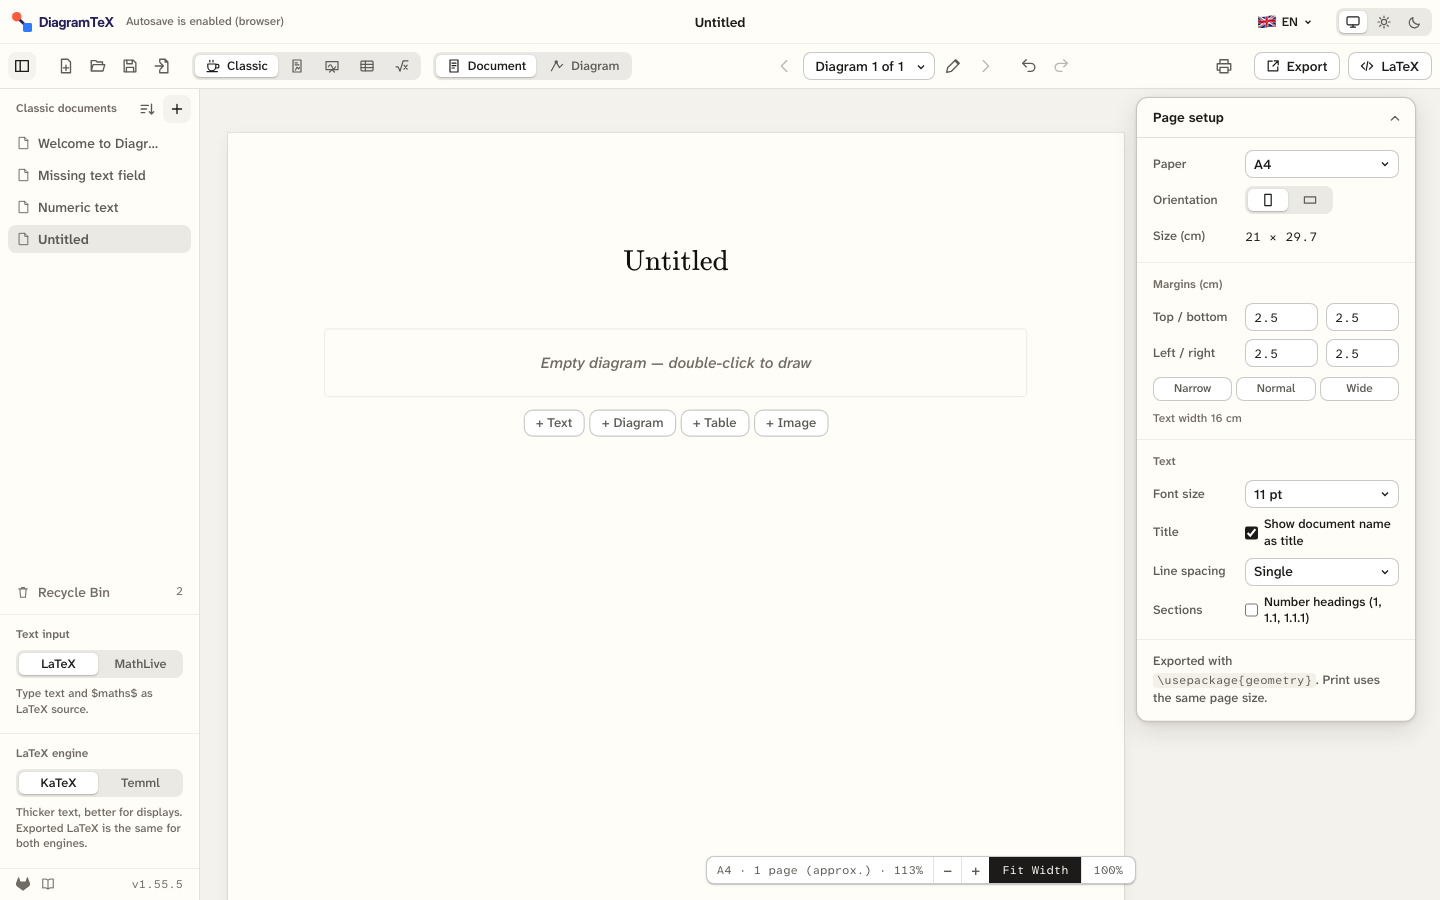 DiagramTeX
Autosave is enabled (browser)
Untitled
EN
Classic
Document
Diagram
Diagram 1 of 1
Export
LaTeX
Classic documents
Welcome to Diagr...
Missing text field
Numeric text
Untitled
Recycle Bin
2
Text input
LaTeX
MathLive
Type text and $maths$ as
LaTeX source.
LaTeX engine
KaTeX
Temml
Thicker text, better for displays.
Exported LaTeX is the same for
both engines.
v1.55.5
Untitled
Empty diagram — double-click to draw
+ Text
+ Diagram
+ Table
+ Image
A4 · 1 page (approx.) · 113%
−
+
Fit Width
100%
Page setup
Paper
A4
Orientation
Size (cm)
21 × 29.7
Margins (cm)
Top / bottom
2.5
2.5
Left / right
2.5
2.5
Narrow
Normal
Wide
Text width 16 cm
Text
Font size
11 pt
Title
Show document name
as title
Line spacing
Single
Sections
Number headings (1,
1.1, 1.1.1)
Exported with
\usepackage{geometry}. Print uses
the same page size.